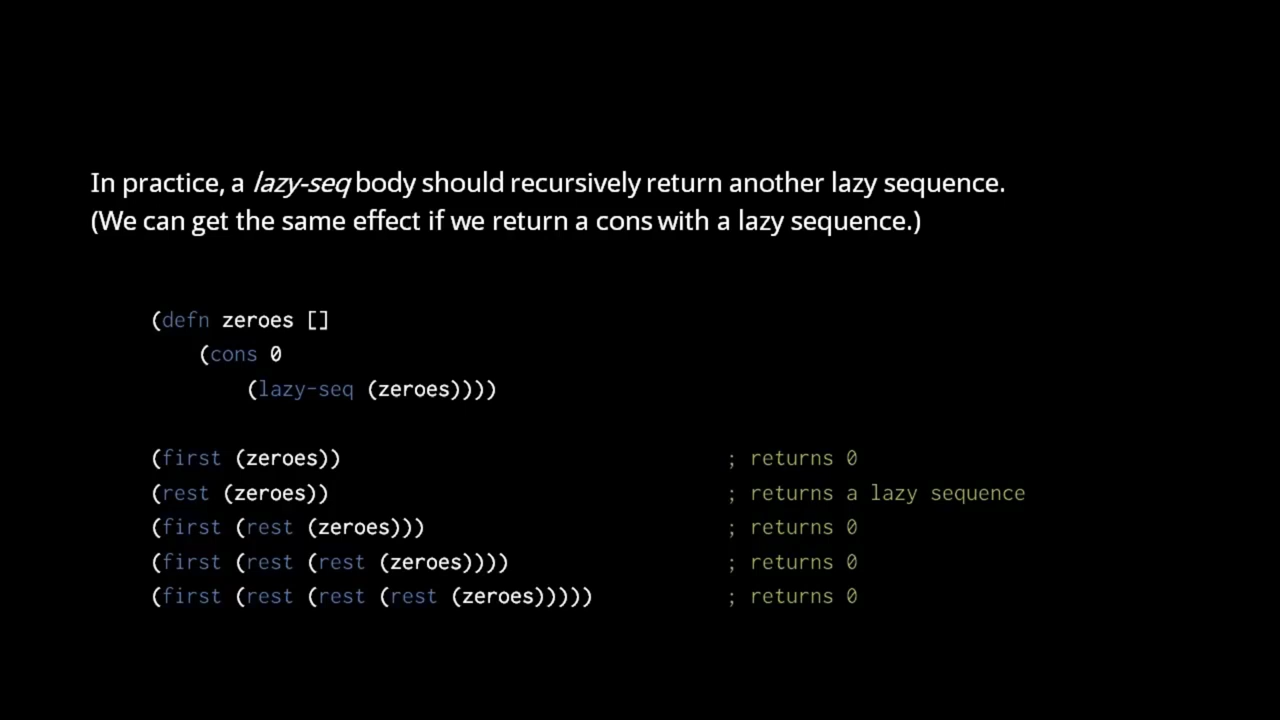 In practice, a lazy-seq body should recursively return another lazy sequence.
(We can get the same effect if we return a cons with a lazy sequence.)
(defn zeroes []
(cons 0
(lazy-seq (zeroes))))
(first (zeroes)) ; returns 0
(rest (zeroes)) ; returns a lazy sequence
(first (rest (zeroes))) ; returns 0
(first (rest (rest (zeroes)))) ; returns 0
(first (rest (rest (rest (zeroes))))) ; returns 0